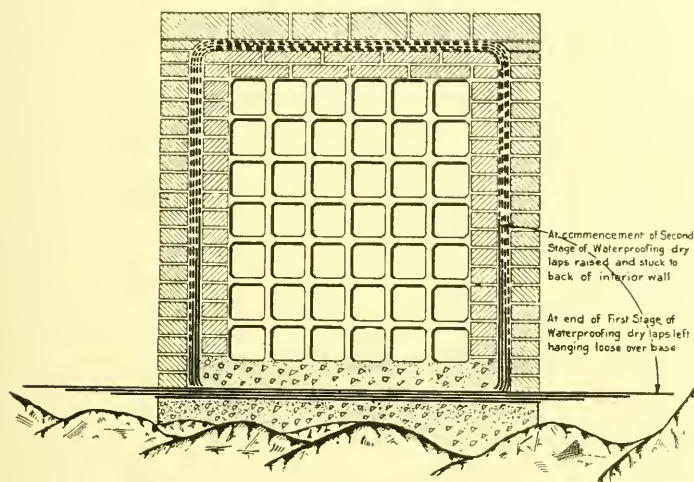 At commencement of Second
Stage of Waterproofing dry
laps raised and stuck to
back of interior wall
At end of First Stage of
Waterproofing dry laps left
hanging loose over base